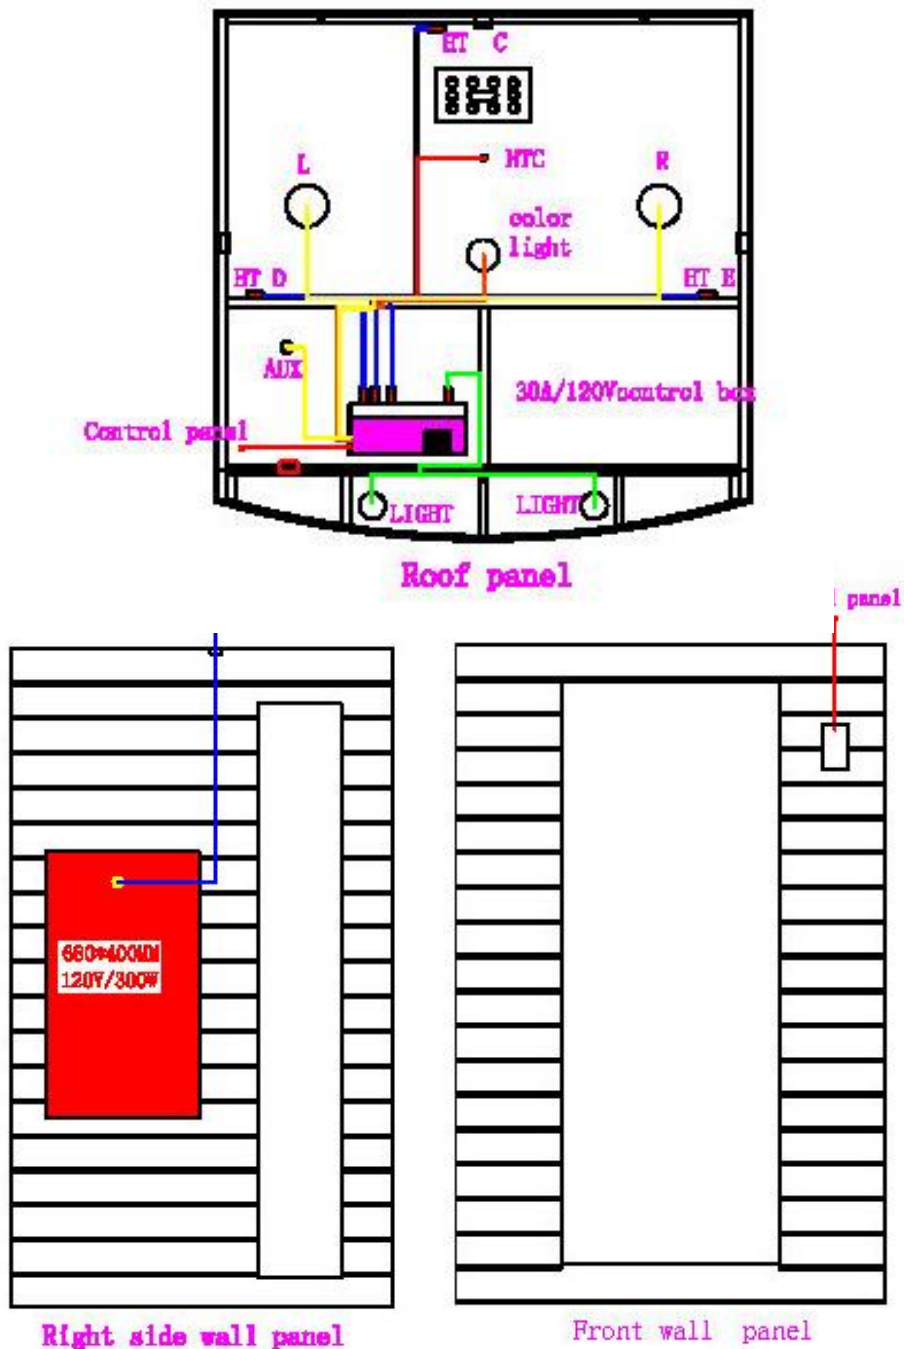 HT C
NTC
L
R
color
light
HT D
HT E
AUX
30A/120Vcontrol box
Control panel
LIGHT
LIGHT
Roof panel
l panel
680*400MM
120V/300W
Right side wall panel
Front wall panel